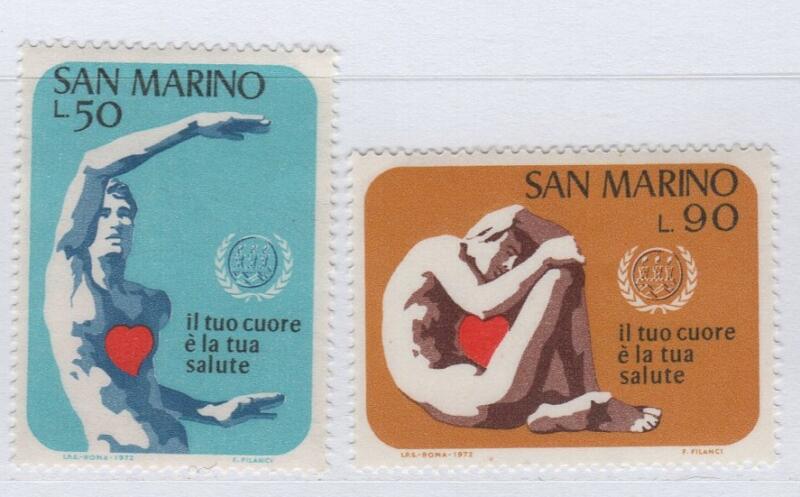 SAN MARINO
L.50
il tuo cuore
è la tua
salute
I.P.S.-ROMA-1972
F. FILANCI
SAN MARINO
L.90
il tuo cuore
è la tua
salute
I.P.S.-ROMA-1972
F. FILANCI